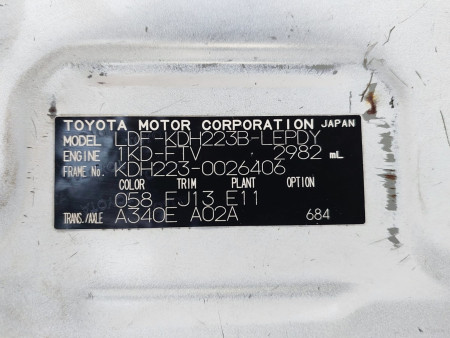 TOYOTA MOTOR CORPORATION JAPAN
MODEL LDF-KDH223B-LEPDY
ENGINE 1KD-FTV . 2982 mL
FRAME No. KDH223-0026406
COLOR TRIM PLANT OPTION
058 EJ13 E11
TRANS./AXLE A340E A02A 684